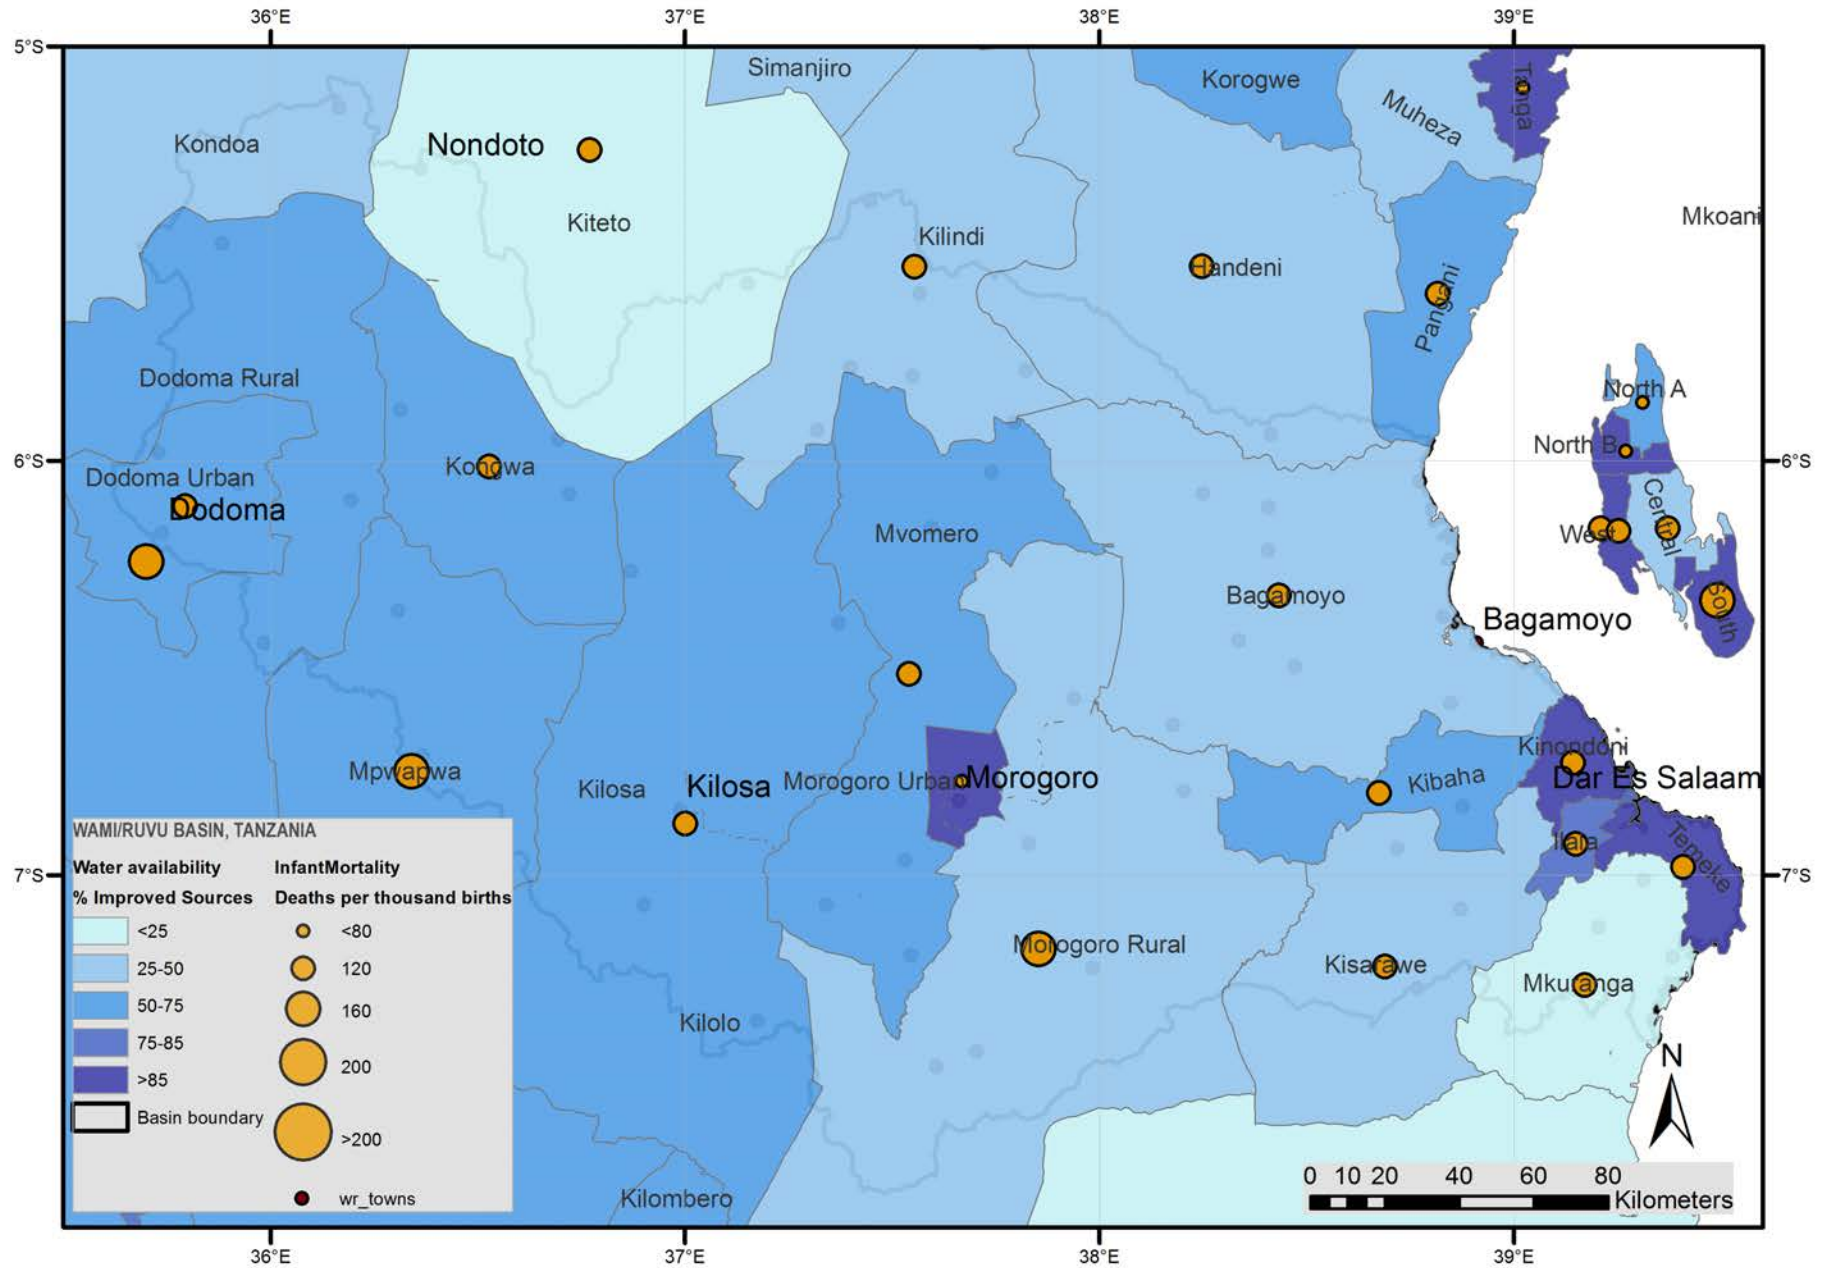 36°E
37°E
38°E
39°E
5°S
Simanjiro
Korogwe
Tanga
Muheza
Kondoa
Nondoto
Mkoani
Kiteto
Kilindi
Handeni
Pangani
Dodoma Rural
North A
North B
6°S
6°S
Kongwa
Dodoma Urban
Dodoma
Central
West
Mvomero
Bagamoyo
South
Bagamoyo
Kinondoni
Mpwapwa
Kilosa
Kilosa
Morogoro Urban
Morogoro
Kibaha
Dar Es Salaam
Ilala
Temeke
7°S
7°S
Morogoro Rural
Kisarawe
Mkuranga
Kilolo
Kilombero
WAMI/RUVU BASIN, TANZANIA
Water availability
% Improved Sources
<25
25-50
50-75
75-85
>85
Basin boundary
InfantMortality
Deaths per thousand births
<80
120
160
200
>200
wr_towns
N
0 10 20 40 60 80
Kilometers
36°E
37°E
38°E
39°E